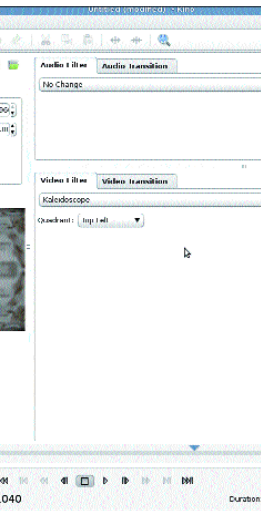 Untitled (modified) - Kino
Audio Filter
Audio Transition
No Change
Video Filter
Video Transition
Kaleidoscope
Quadrant: Top Left
040
Duration